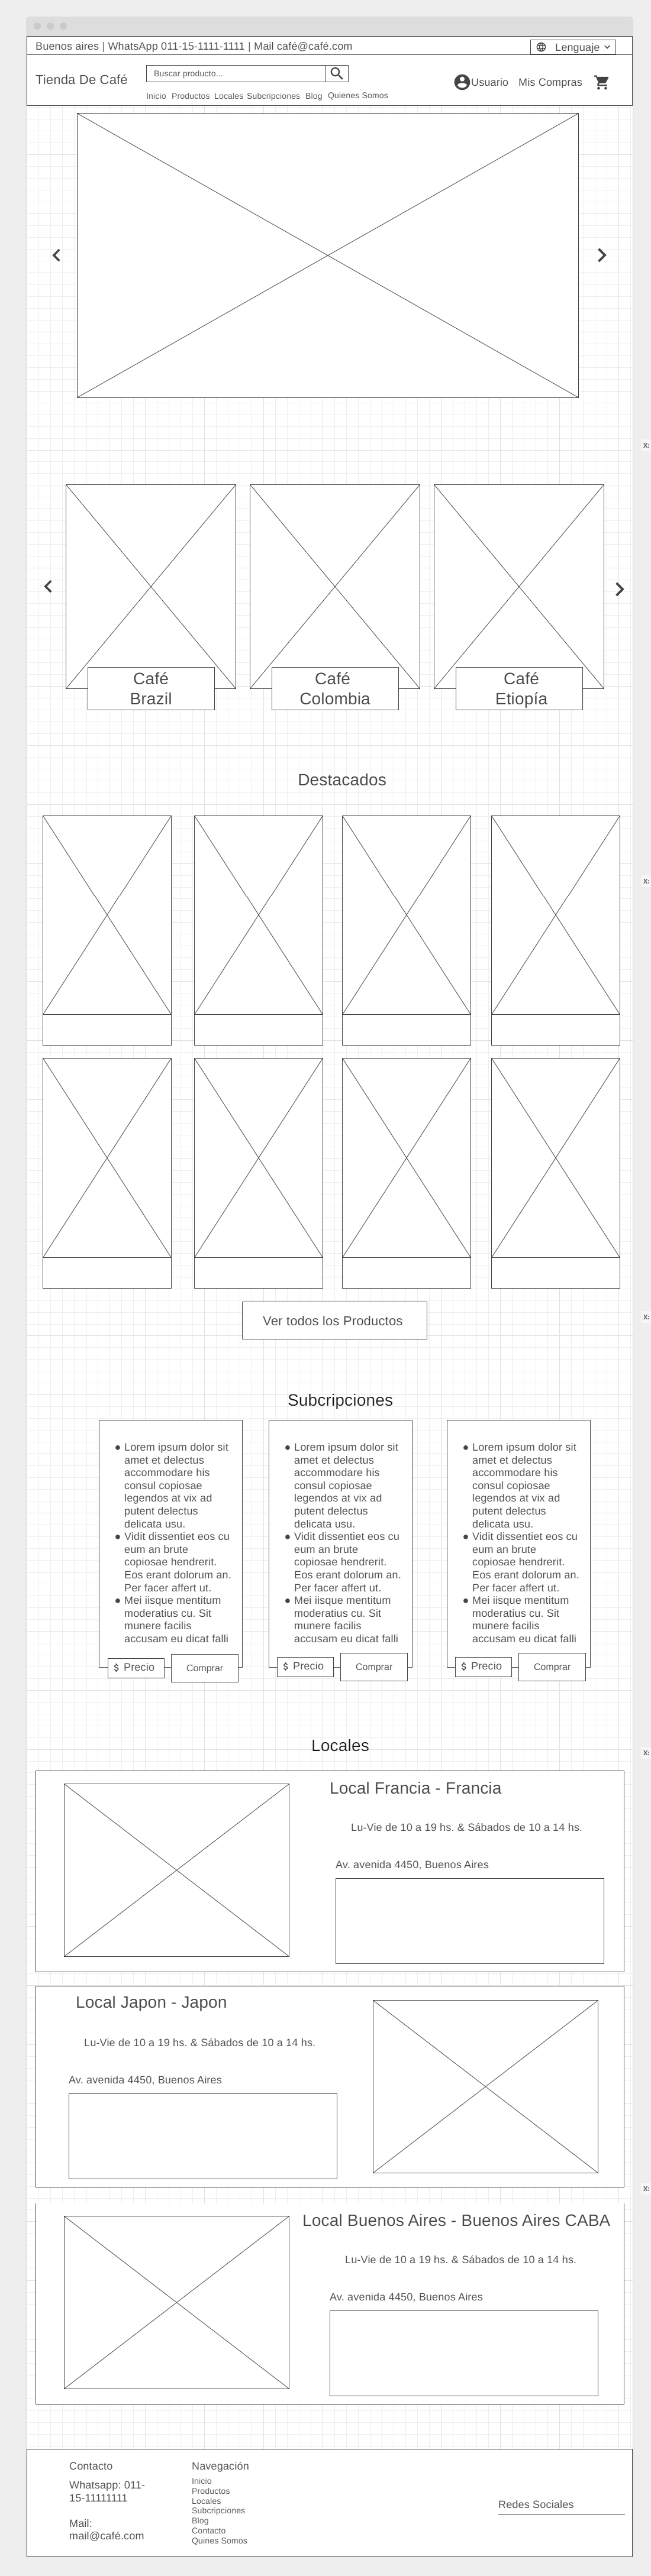 Buenos aires | WhatsApp 011-15-1111-1111 | Mail café@café.com
Lenguaje
Tienda De Café
Buscar producto...
Usuario
Mis Compras
Inicio Productos Locales Subcripciones Blog Quienes Somos
X:
Café
Brazil
Café
Colombia
Café
Etiopía
Destacados
X:
Ver todos los Productos
X:
Subcripciones
● Lorem ipsum dolor sit
amet et delectus
accommodare his
consul copiosae
legendos at vix ad
putent delectus
delicata usu.
● Vidit dissentiet eos cu
eum an brute
copiosae hendrerit.
Eos erant dolorum an.
Per facer affert ut.
● Mei iisque mentitum
moderatius cu. Sit
munere facilis
accusam eu dicat falli
$ Precio
Comprar
● Lorem ipsum dolor sit
amet et delectus
accommodare his
consul copiosae
legendos at vix ad
putent delectus
delicata usu.
● Vidit dissentiet eos cu
eum an brute
copiosae hendrerit.
Eos erant dolorum an.
Per facer affert ut.
● Mei iisque mentitum
moderatius cu. Sit
munere facilis
accusam eu dicat falli
$ Precio
Comprar
● Lorem ipsum dolor sit
amet et delectus
accommodare his
consul copiosae
legendos at vix ad
putent delectus
delicata usu.
● Vidit dissentiet eos cu
eum an brute
copiosae hendrerit.
Eos erant dolorum an.
Per facer affert ut.
● Mei iisque mentitum
moderatius cu. Sit
munere facilis
accusam eu dicat falli
$ Precio
Comprar
Locales
X:
Local Francia - Francia
Lu-Vie de 10 a 19 hs. & Sábados de 10 a 14 hs.
Av. avenida 4450, Buenos Aires
Local Japon - Japon
Lu-Vie de 10 a 19 hs. & Sábados de 10 a 14 hs.
Av. avenida 4450, Buenos Aires
X:
Local Buenos Aires - Buenos Aires CABA
Lu-Vie de 10 a 19 hs. & Sábados de 10 a 14 hs.
Av. avenida 4450, Buenos Aires
Contacto
Whatsapp: 011-
15-11111111
Mail:
mail@café.com
Navegación
Inicio
Productos
Locales
Subcripciones
Blog
Contacto
Quines Somos
Redes Sociales